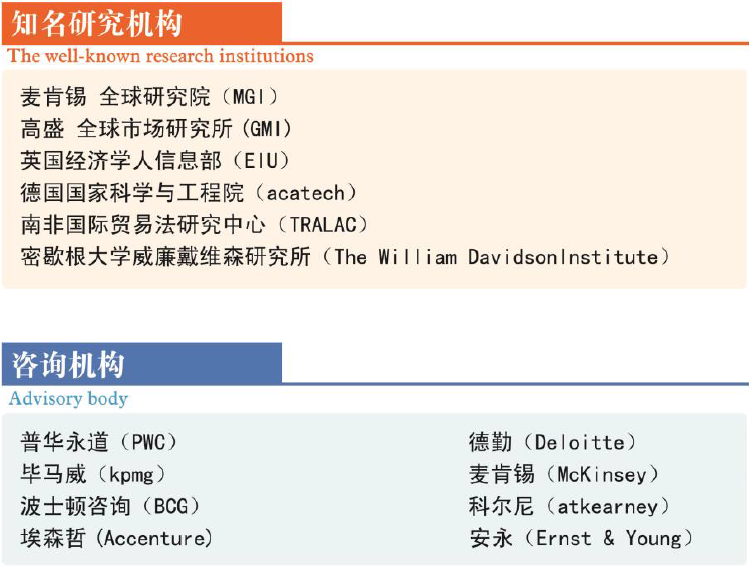 知名研究机构
The well-known research institutions
麦肯锡 全球研究院（MGI）
高盛 全球市场研究所 (GMI)
英国经济学人信息部（EIU）
德国国家科学与工程院（acatech）
南非国际贸易法研究中心（TRALAC）
密歇根大学威廉戴维森研究所（The William DavidsonInstitute）
咨询机构
Advisory body
普华永道（PWC）
德勤（Deloitte）
毕马威（kpmg）
麦肯锡（McKinsey）
波士顿咨询（BCG）
科尔尼（atkearney）
埃森哲 (Accenture)
安永（Ernst & Young）